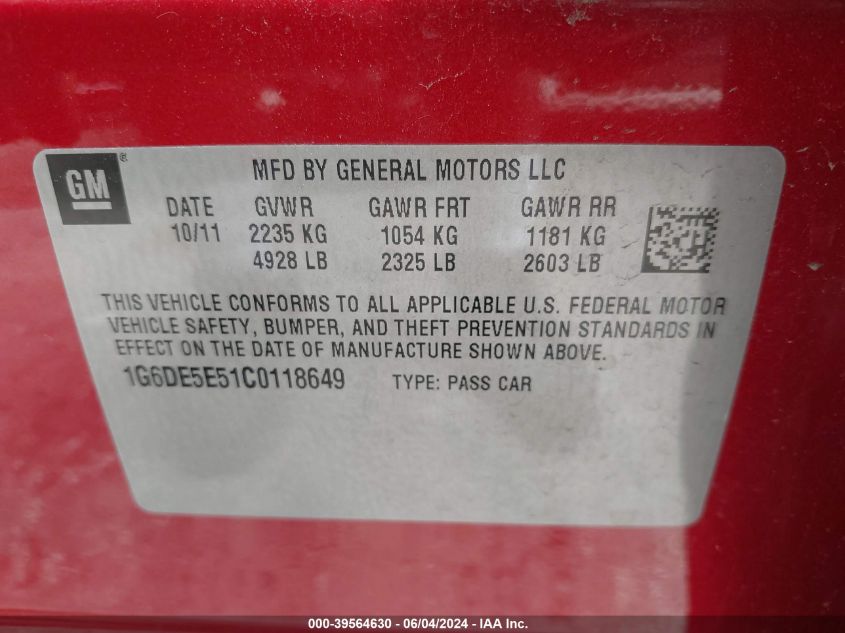 GM®
MFD BY GENERAL MOTORS LLC
DATE GVWR GAWR FRT GAWR RR
10/11 2235 KG 1054 KG 1181 KG
4928 LB 2325 LB 2603 LB
THIS VEHICLE CONFORMS TO ALL APPLICABLE U.S. FEDERAL MOTOR
VEHICLE SAFETY, BUMPER, AND THEFT PREVENTION STANDARDS IN
EFFECT ON THE DATE OF MANUFACTURE SHOWN ABOVE.
1G6DE5E51C0118649 TYPE: PASS CAR
000-39564630 - 06/04/2024 - IAA Inc.